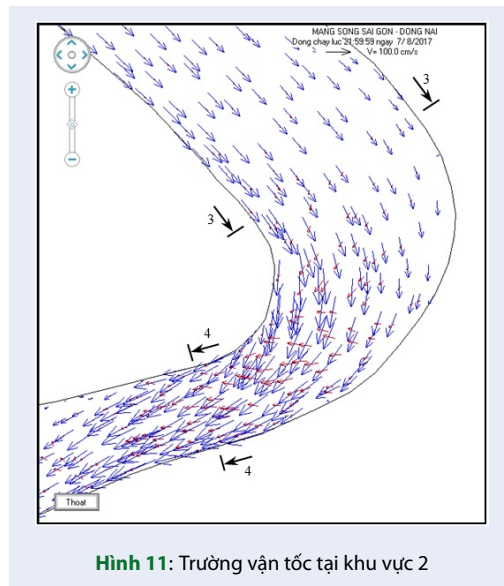 MANG SONG SAI GON - DONG NAI
Dong chay luc 21:59:59 ngay 7/ 8/2017
V= 100.0 cm/s
3
3
4
4
Thoat
Hình 11: Trường vận tốc tại khu vực 2